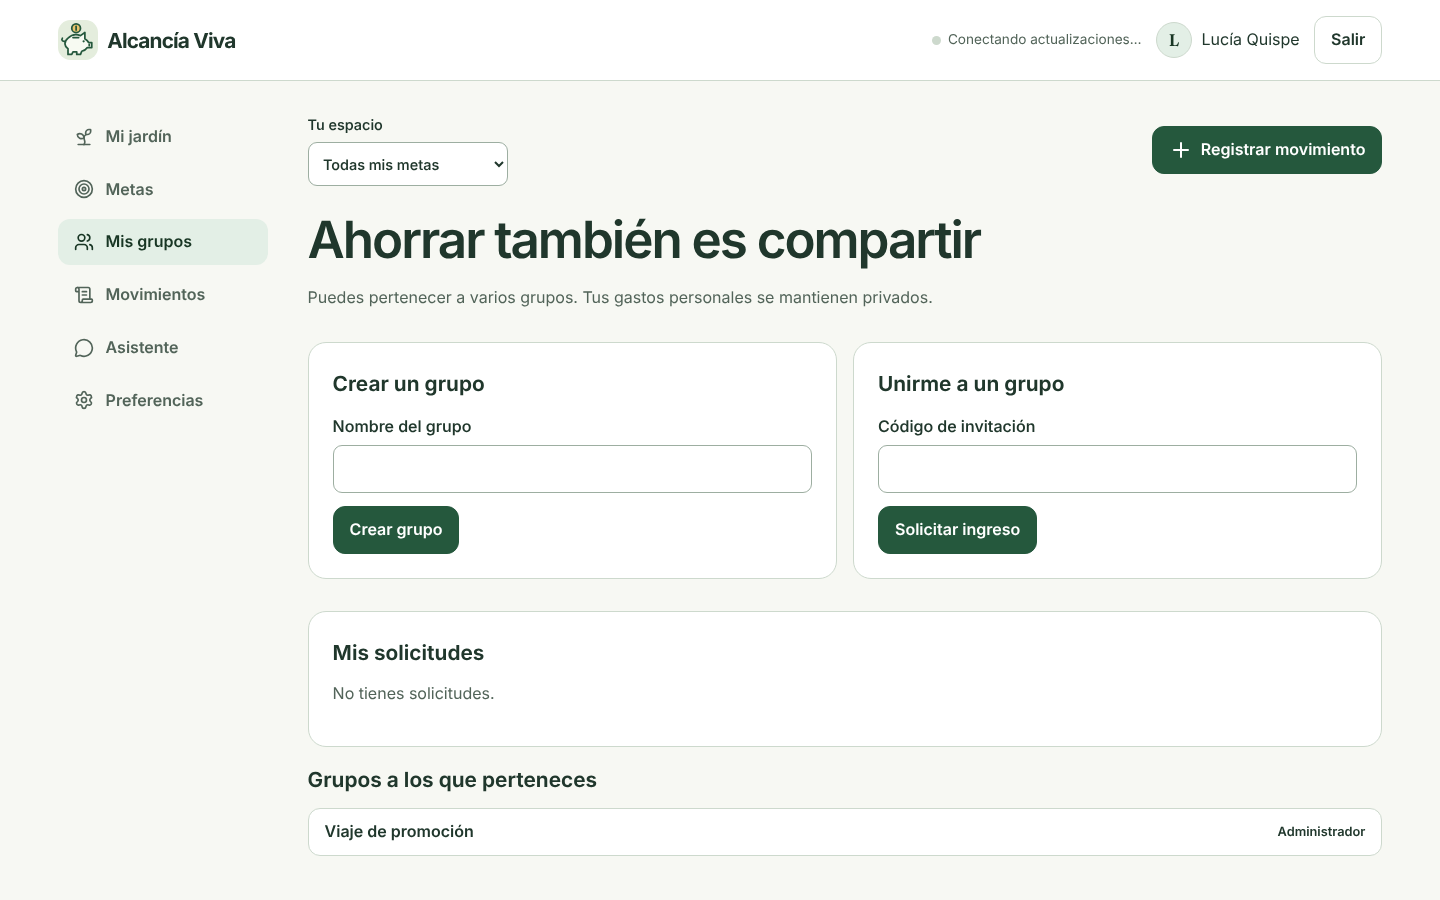 Alcancía Viva
Conectando actualizaciones...
L
Lucía Quispe
Salir
Mi jardín
Metas
Mis grupos
Movimientos
Asistente
Preferencias
Tu espacio
Todas mis metas
Registrar movimiento
Ahorrar también es compartir
Puedes pertenecer a varios grupos. Tus gastos personales se mantienen privados.
Crear un grupo
Nombre del grupo
Crear grupo
Unirme a un grupo
Código de invitación
Solicitar ingreso
Mis solicitudes
No tienes solicitudes.
Grupos a los que perteneces
Viaje de promoción
Administrador